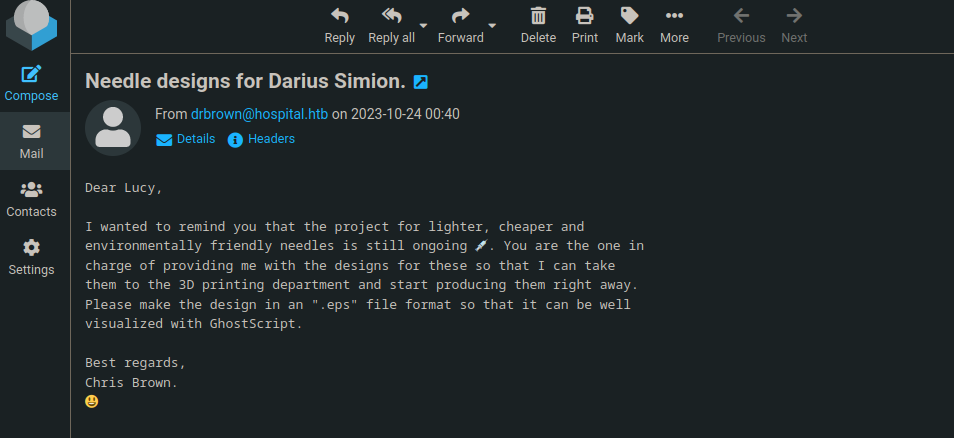 Reply Reply all Forward Delete Print Mark More Previous Next
Compose
Mail
Contacts
Settings
Needle designs for Darius Simion.
From drbrown@hospital.htb on 2023-10-24 00:40
Details Headers
Dear Lucy,
I wanted to remind you that the project for lighter, cheaper and
environmentally friendly needles is still ongoing 💉. You are the one in
charge of providing me with the designs for these so that I can take
them to the 3D printing department and start producing them right away.
Please make the design in an ".eps" file format so that it can be well
visualized with GhostScript.
Best regards,
Chris Brown.
😃